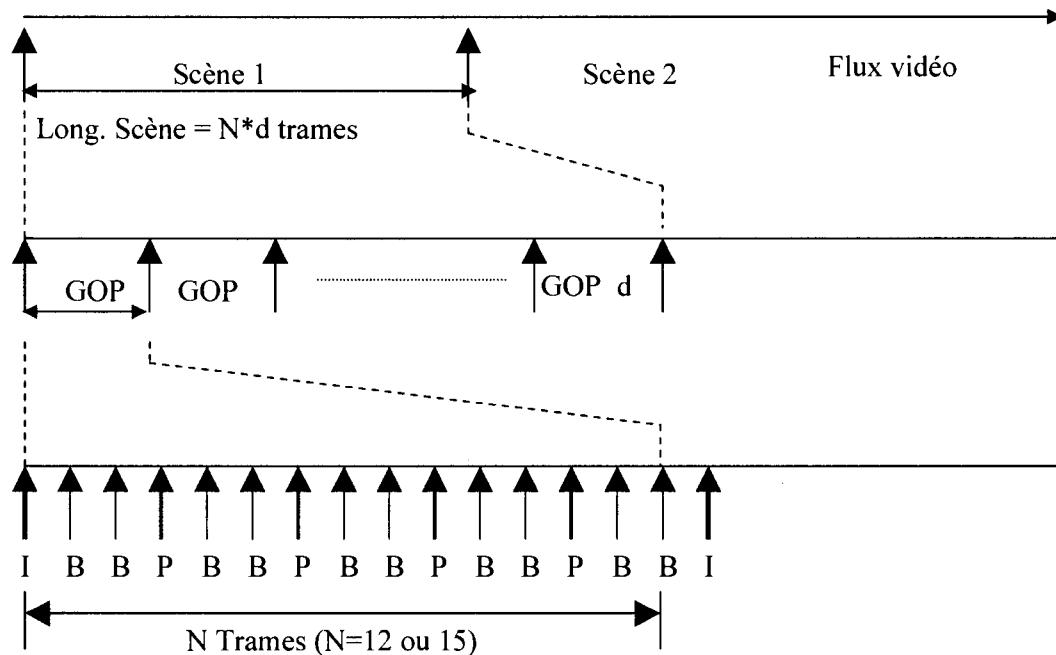 Scène 1 Scène 2 Flux vidéo
Long. Scène = N*d trames
GOP GOP GOP d
I B B P B B P B B P B B P B B I
N Trames (N=12 ou 15)